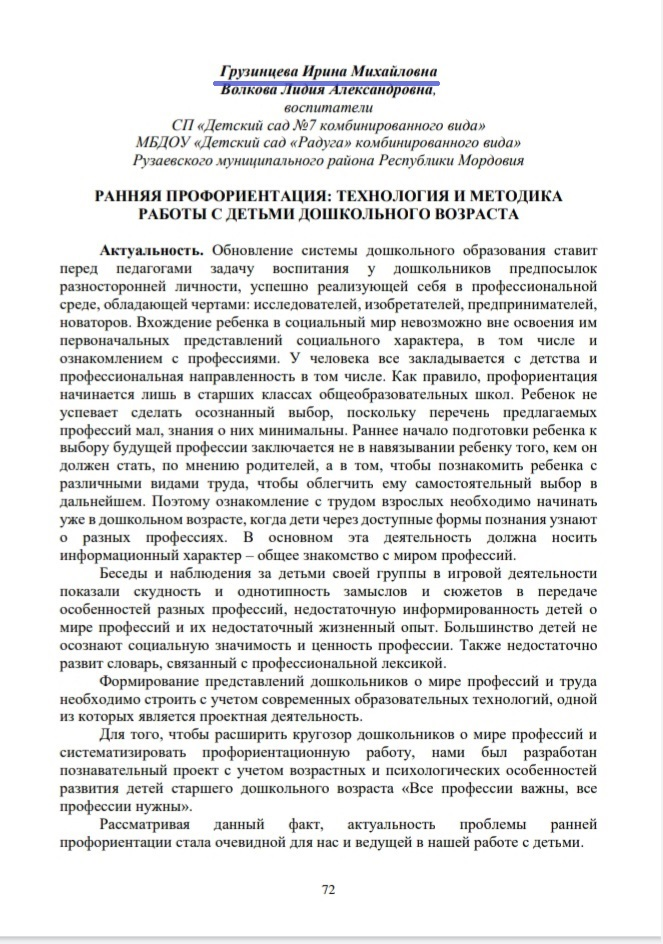 Грузинцева Ирина Михайловна
Волкова Лидия Александровна,
воспитатели
СП «Детский сад №7 комбинированного вида»
МБДОУ «Детский сад «Радуга» комбинированного вида»
Рузаевского муниципального района Республики Мордовия
РАННЯЯ ПРОФОРИЕНТАЦИЯ: ТЕХНОЛОГИЯ И МЕТОДИКА
РАБОТЫ С ДЕТЬМИ ДОШКОЛЬНОГО ВОЗРАСТА
Актуальность. Обновление системы дошкольного образования ставит
перед педагогами задачу воспитания у дошкольников предпосылок
разносторонней личности, успешно реализующей себя в профессиональной
среде, обладающей чертами: исследователей, изобретателей, предпринимателей,
новаторов. Вхождение ребенка в социальный мир невозможно вне освоения им
первоначальных представлений социального характера, в том числе и
ознакомлением с профессиями. У человека все закладывается с детства и
профессиональная направленность в том числе. Как правило, профориентация
начинается лишь в старших классах общеобразовательных школ. Ребенок не
успевает сделать осознанный выбор, поскольку перечень предлагаемых
профессий мал, знания о них минимальны. Раннее начало подготовки ребенка к
выбору будущей профессии заключается не в навязывании ребенку того, кем он
должен стать, по мнению родителей, а в том, чтобы познакомить ребенка с
различными видами труда, чтобы облегчить ему самостоятельный выбор в
дальнейшем. Поэтому ознакомление с трудом взрослых необходимо начинать
уже в дошкольном возрасте, когда дети через доступные формы познания узнают
о разных профессиях. В основном эта деятельность должна носить
информационный характер – общее знакомство с миром профессий.
Беседы и наблюдения за детьми своей группы в игровой деятельности
показали скудность и однотипность замыслов и сюжетов в передаче
особенностей разных профессий, недостаточную информированность детей о
мире профессий и их недостаточный жизненный опыт. Большинство детей не
осознают социальную значимость и ценность профессии. Также недостаточно
развит словарь, связанный с профессиональной лексикой.
Формирование представлений дошкольников о мире профессий и труда
необходимо строить с учетом современных образовательных технологий, одной
из которых является проектная деятельность.
Для того, чтобы расширить кругозор дошкольников о мире профессий и
систематизировать профориентационную работу, нами был разработан
познавательный проект с учетом возрастных и психологических особенностей
развития детей старшего дошкольного возраста «Все профессии важны, все
профессии нужны».
Рассматривая данный факт, актуальность проблемы ранней
профориентации стала очевидной для нас и ведущей в нашей работе с детьми.
72